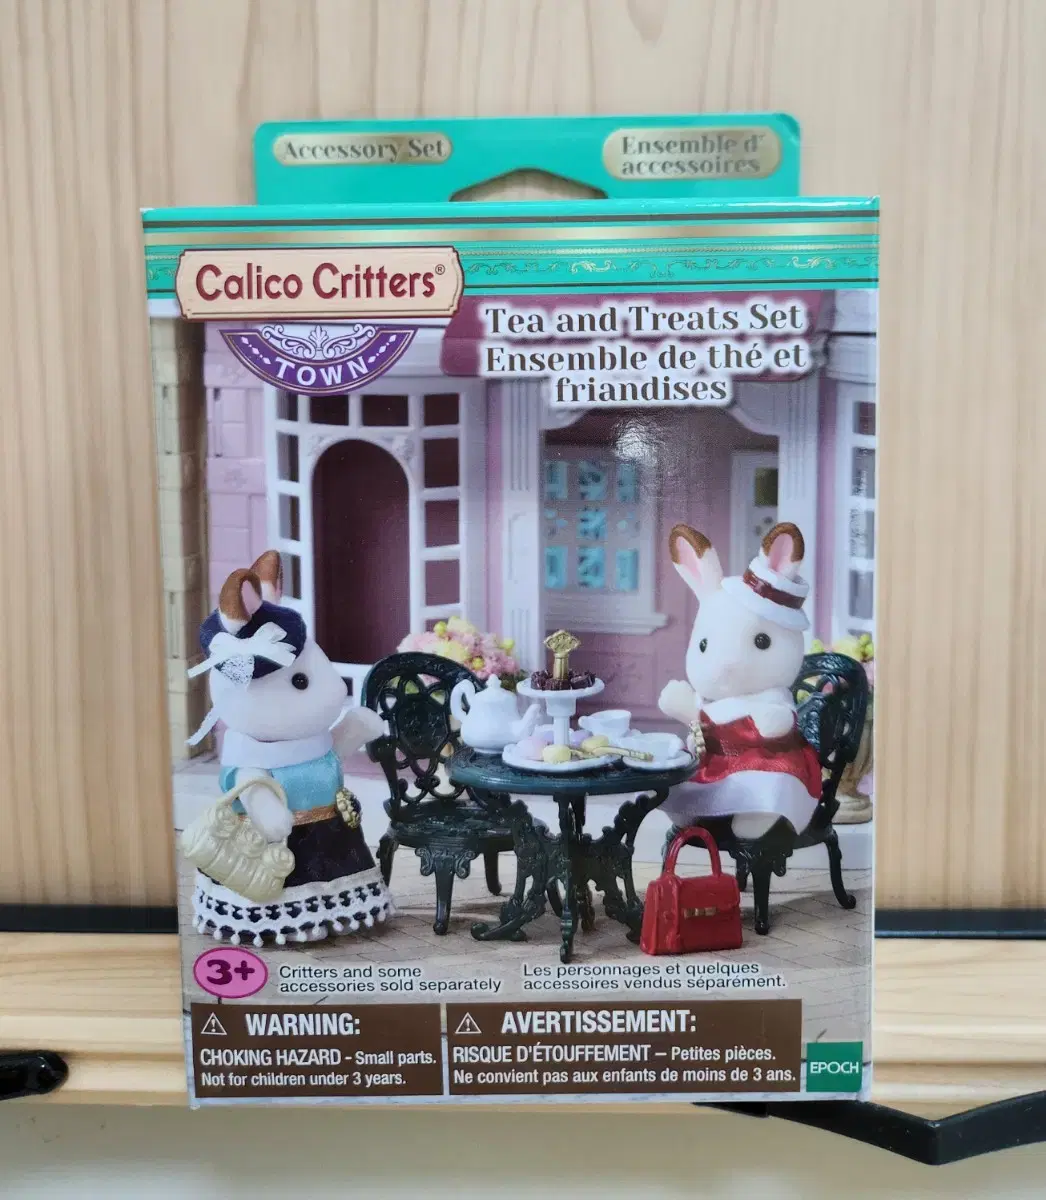 Accessory Set
Ensemble d'
accessoires
Calico Critters®
TOWN
Tea and Treats Set
Ensemble de thé et
friandises
3+
Critters and some
accessories sold separately
Les personnages et quelques
accessoires vendus séparément.
⚠ WARNING:
CHOKING HAZARD - Small parts.
Not for children under 3 years.
⚠ AVERTISSEMENT:
RISQUE D'ÉTOUFFEMENT – Petites pièces.
Ne convient pas aux enfants de moins de 3 ans.
EPOCH